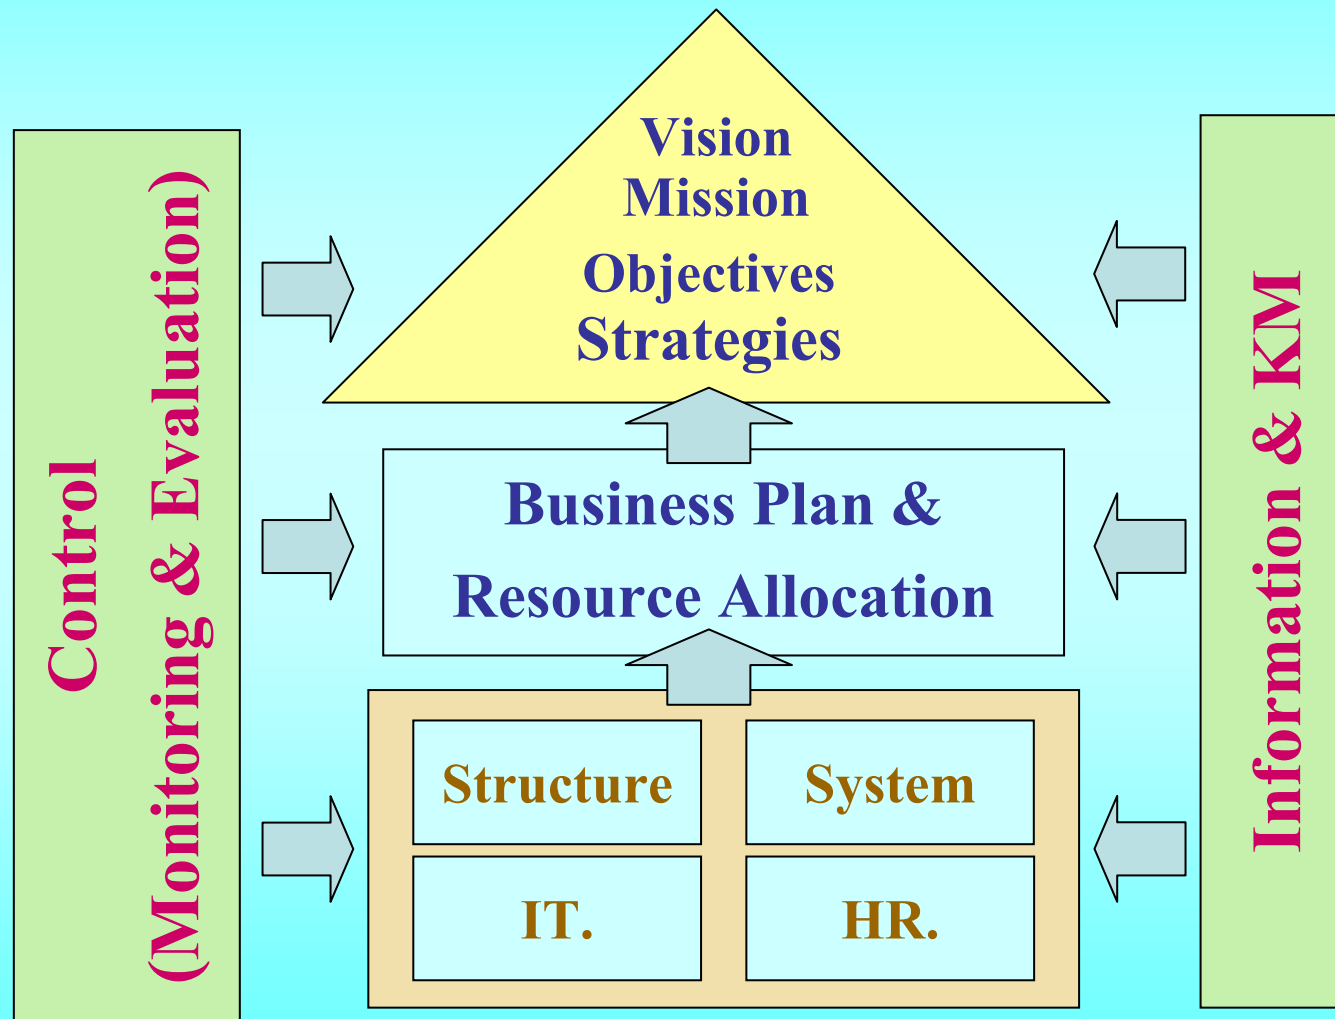 Control
(Monitoring & Evaluation)
Vision
Mission
Objectives
Strategies
Business Plan &
Resource Allocation
Structure
System
IT.
HR.
Information & KM